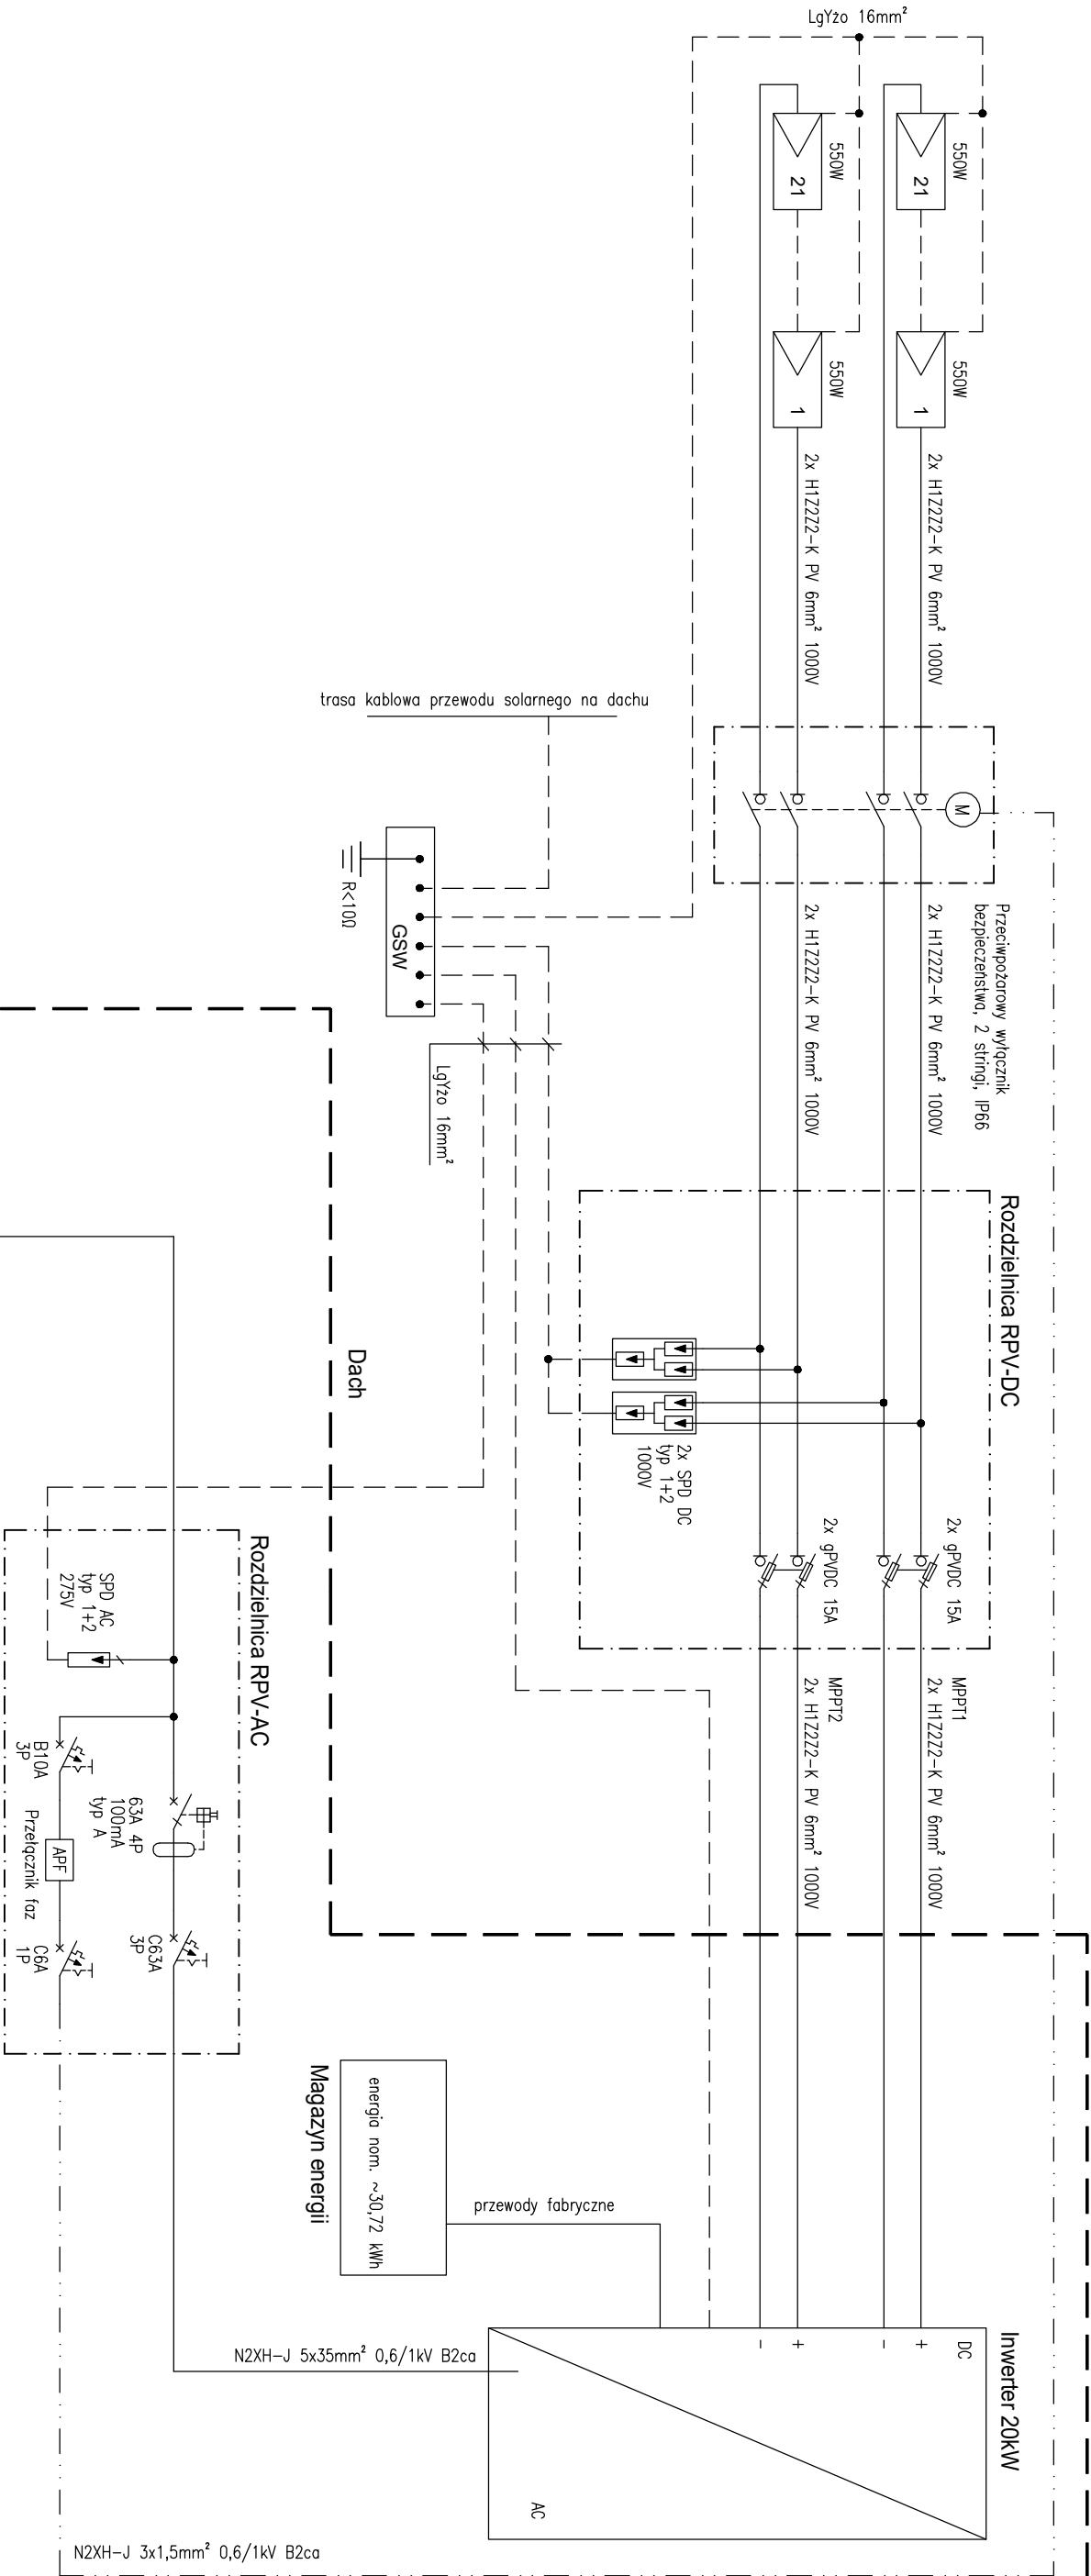 LgYżo 16mm²
550W
21
550W
1
2x H1Z2Z2-K PV 6mm² 1000V
550W
21
550W
1
2x H1Z2Z2-K PV 6mm² 1000V
trasa kablowa przewodu solarnego na dachu
M
Przeciwpożarowy wyłącznik
bezpieczeństwa, 2 stringi, IP66
2x H1Z2Z2-K PV 6mm² 1000V
2x H1Z2Z2-K PV 6mm² 1000V
R<10Ω
GSW
LgYżo 16mm²
Rozdzielnica RPV-DC
2x SPD DC
typ 1+2
1000V
2x gPVDC 15A
2x gPVDC 15A
MPPT1
2x H1Z2Z2-K PV 6mm² 1000V
MPPT2
2x H1Z2Z2-K PV 6mm² 1000V
Dach
Rozdzielnica RPV-AC
SPD AC
typ 1+2
275V
63A 4P
100mA
typ A
C63A
3P
B10A
3P
APF
Przełącznik faz
C6A
1P
Magazyn energii
energia nom. ~30,72 kWh
przewody fabryczne
Inwerter 20kW
DC
+
-
+
-
AC
N2XH-J 5x35mm² 0,6/1kV B2ca
N2XH-J 3x1,5mm² 0,6/1kV B2ca